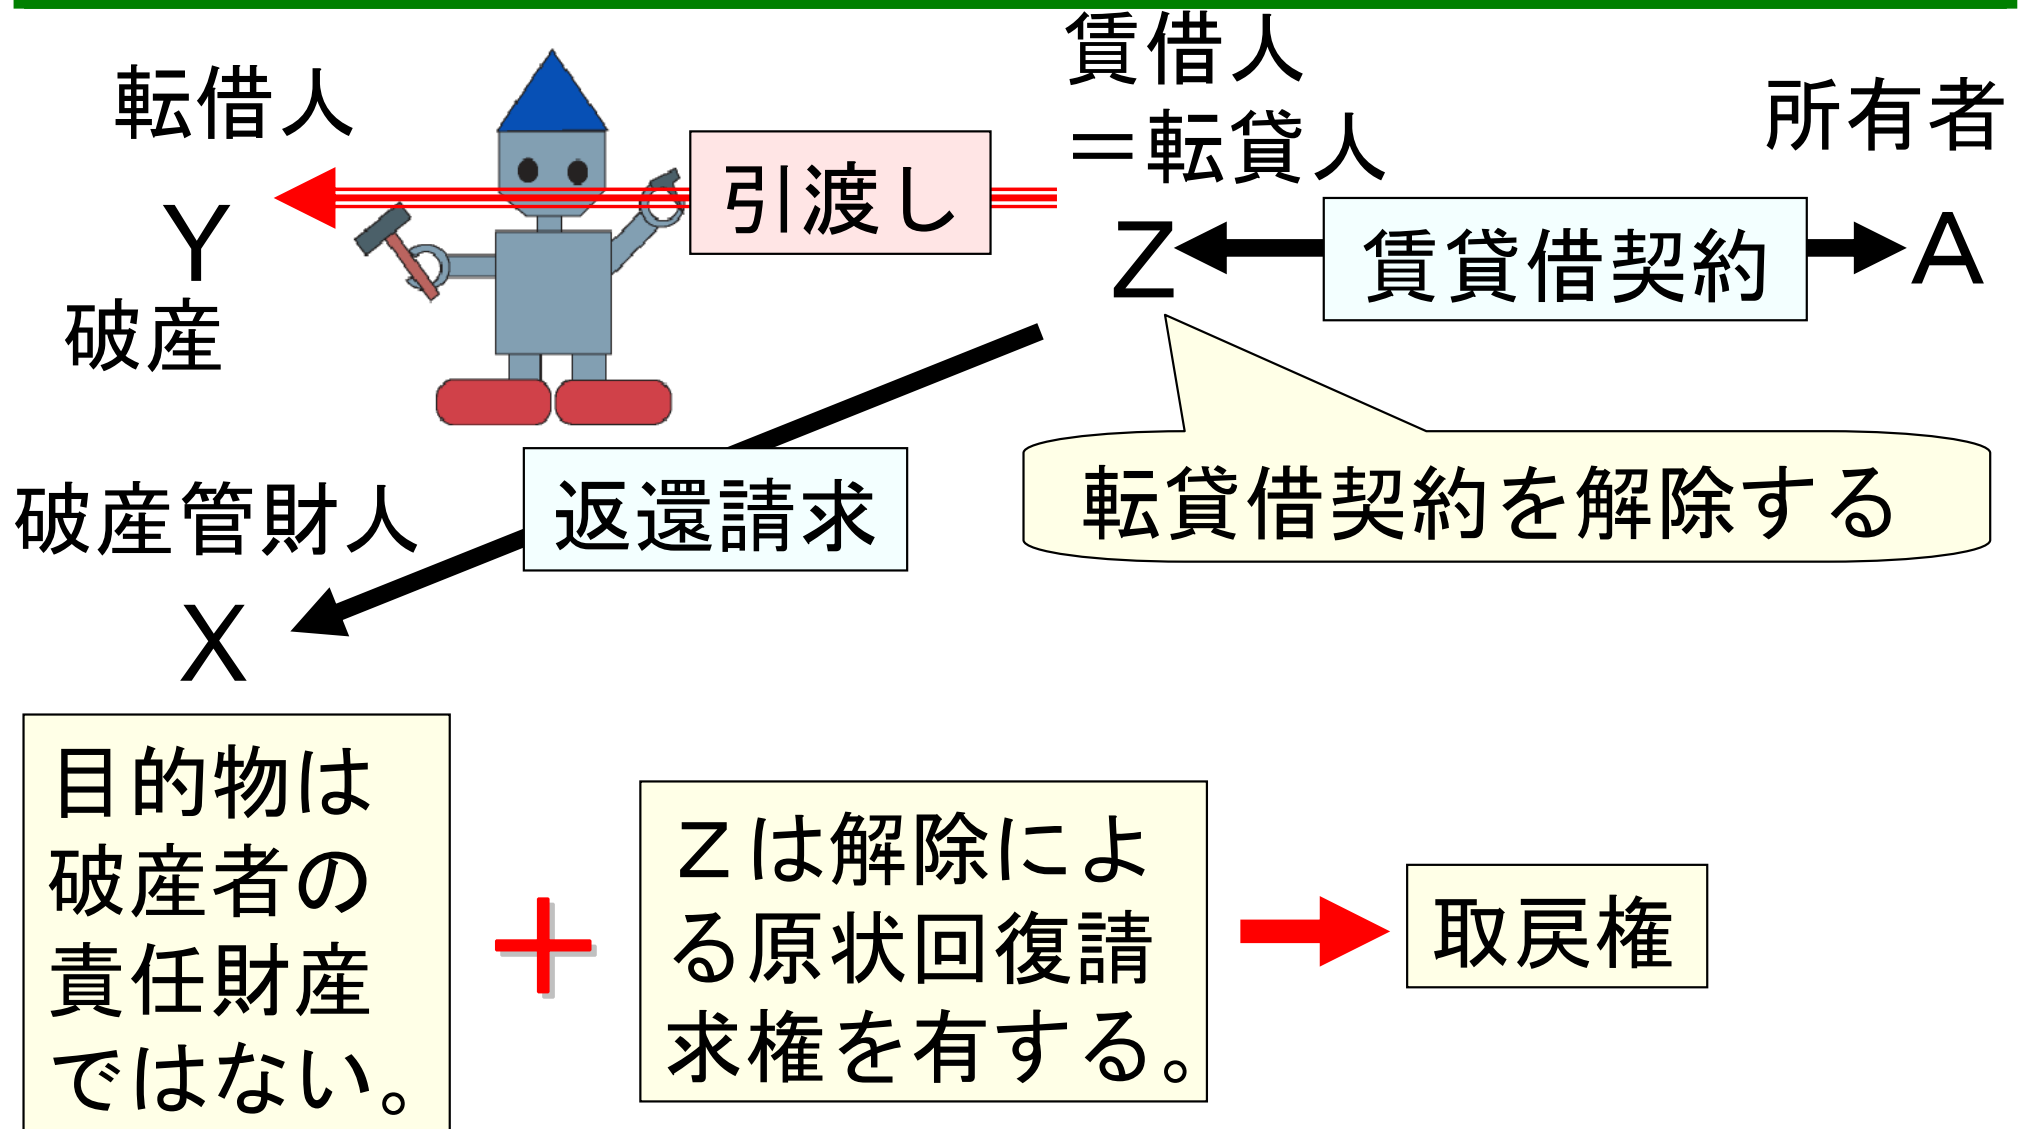 転借人
Y
破産
引渡し
賃借人
=転貸人
Z
賃貸借契約
所有者
A
転貸借契約を解除する
返還請求
破産管財人
X
目的物は
破産者の
責任財産
ではない。
+
Zは解除によ
る原状回復請
求権を有する。
取戻権